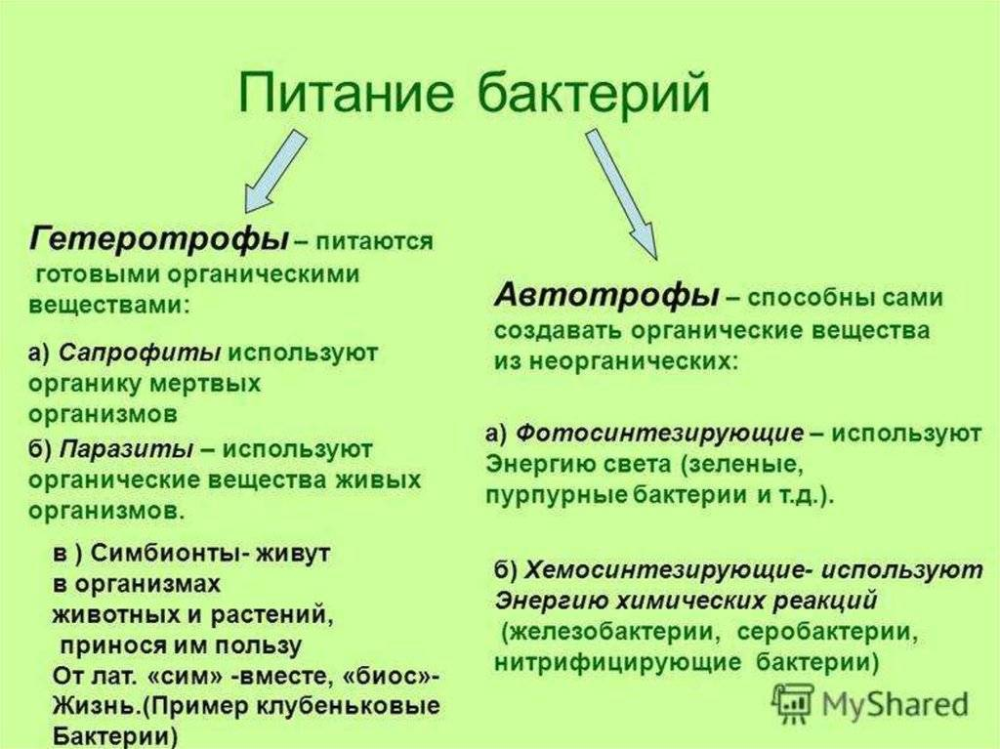 Питание бактерий
Гетеротрофы – питаются
готовыми органическими
веществами:
а) Сапрофиты используют
органику мертвых
организмов
б) Паразиты – используют
органические вещества живых
организмов.
в ) Симбионты- живут
в организмах
животных и растений,
принося им пользу
От лат. «сим» -вместе, «биос»-
Жизнь.(Пример клубеньковые
Бактерии)
Автотрофы – способны сами
создавать органические вещества
из неорганических:
а) Фотосинтезирующие – используют
Энергию света (зеленые,
пурпурные бактерии и т.д.).
б) Хемосинтезирующие- используют
Энергию химических реакций
(железобактерии, серобактерии,
нитрифицирующие бактерии)
MyShared